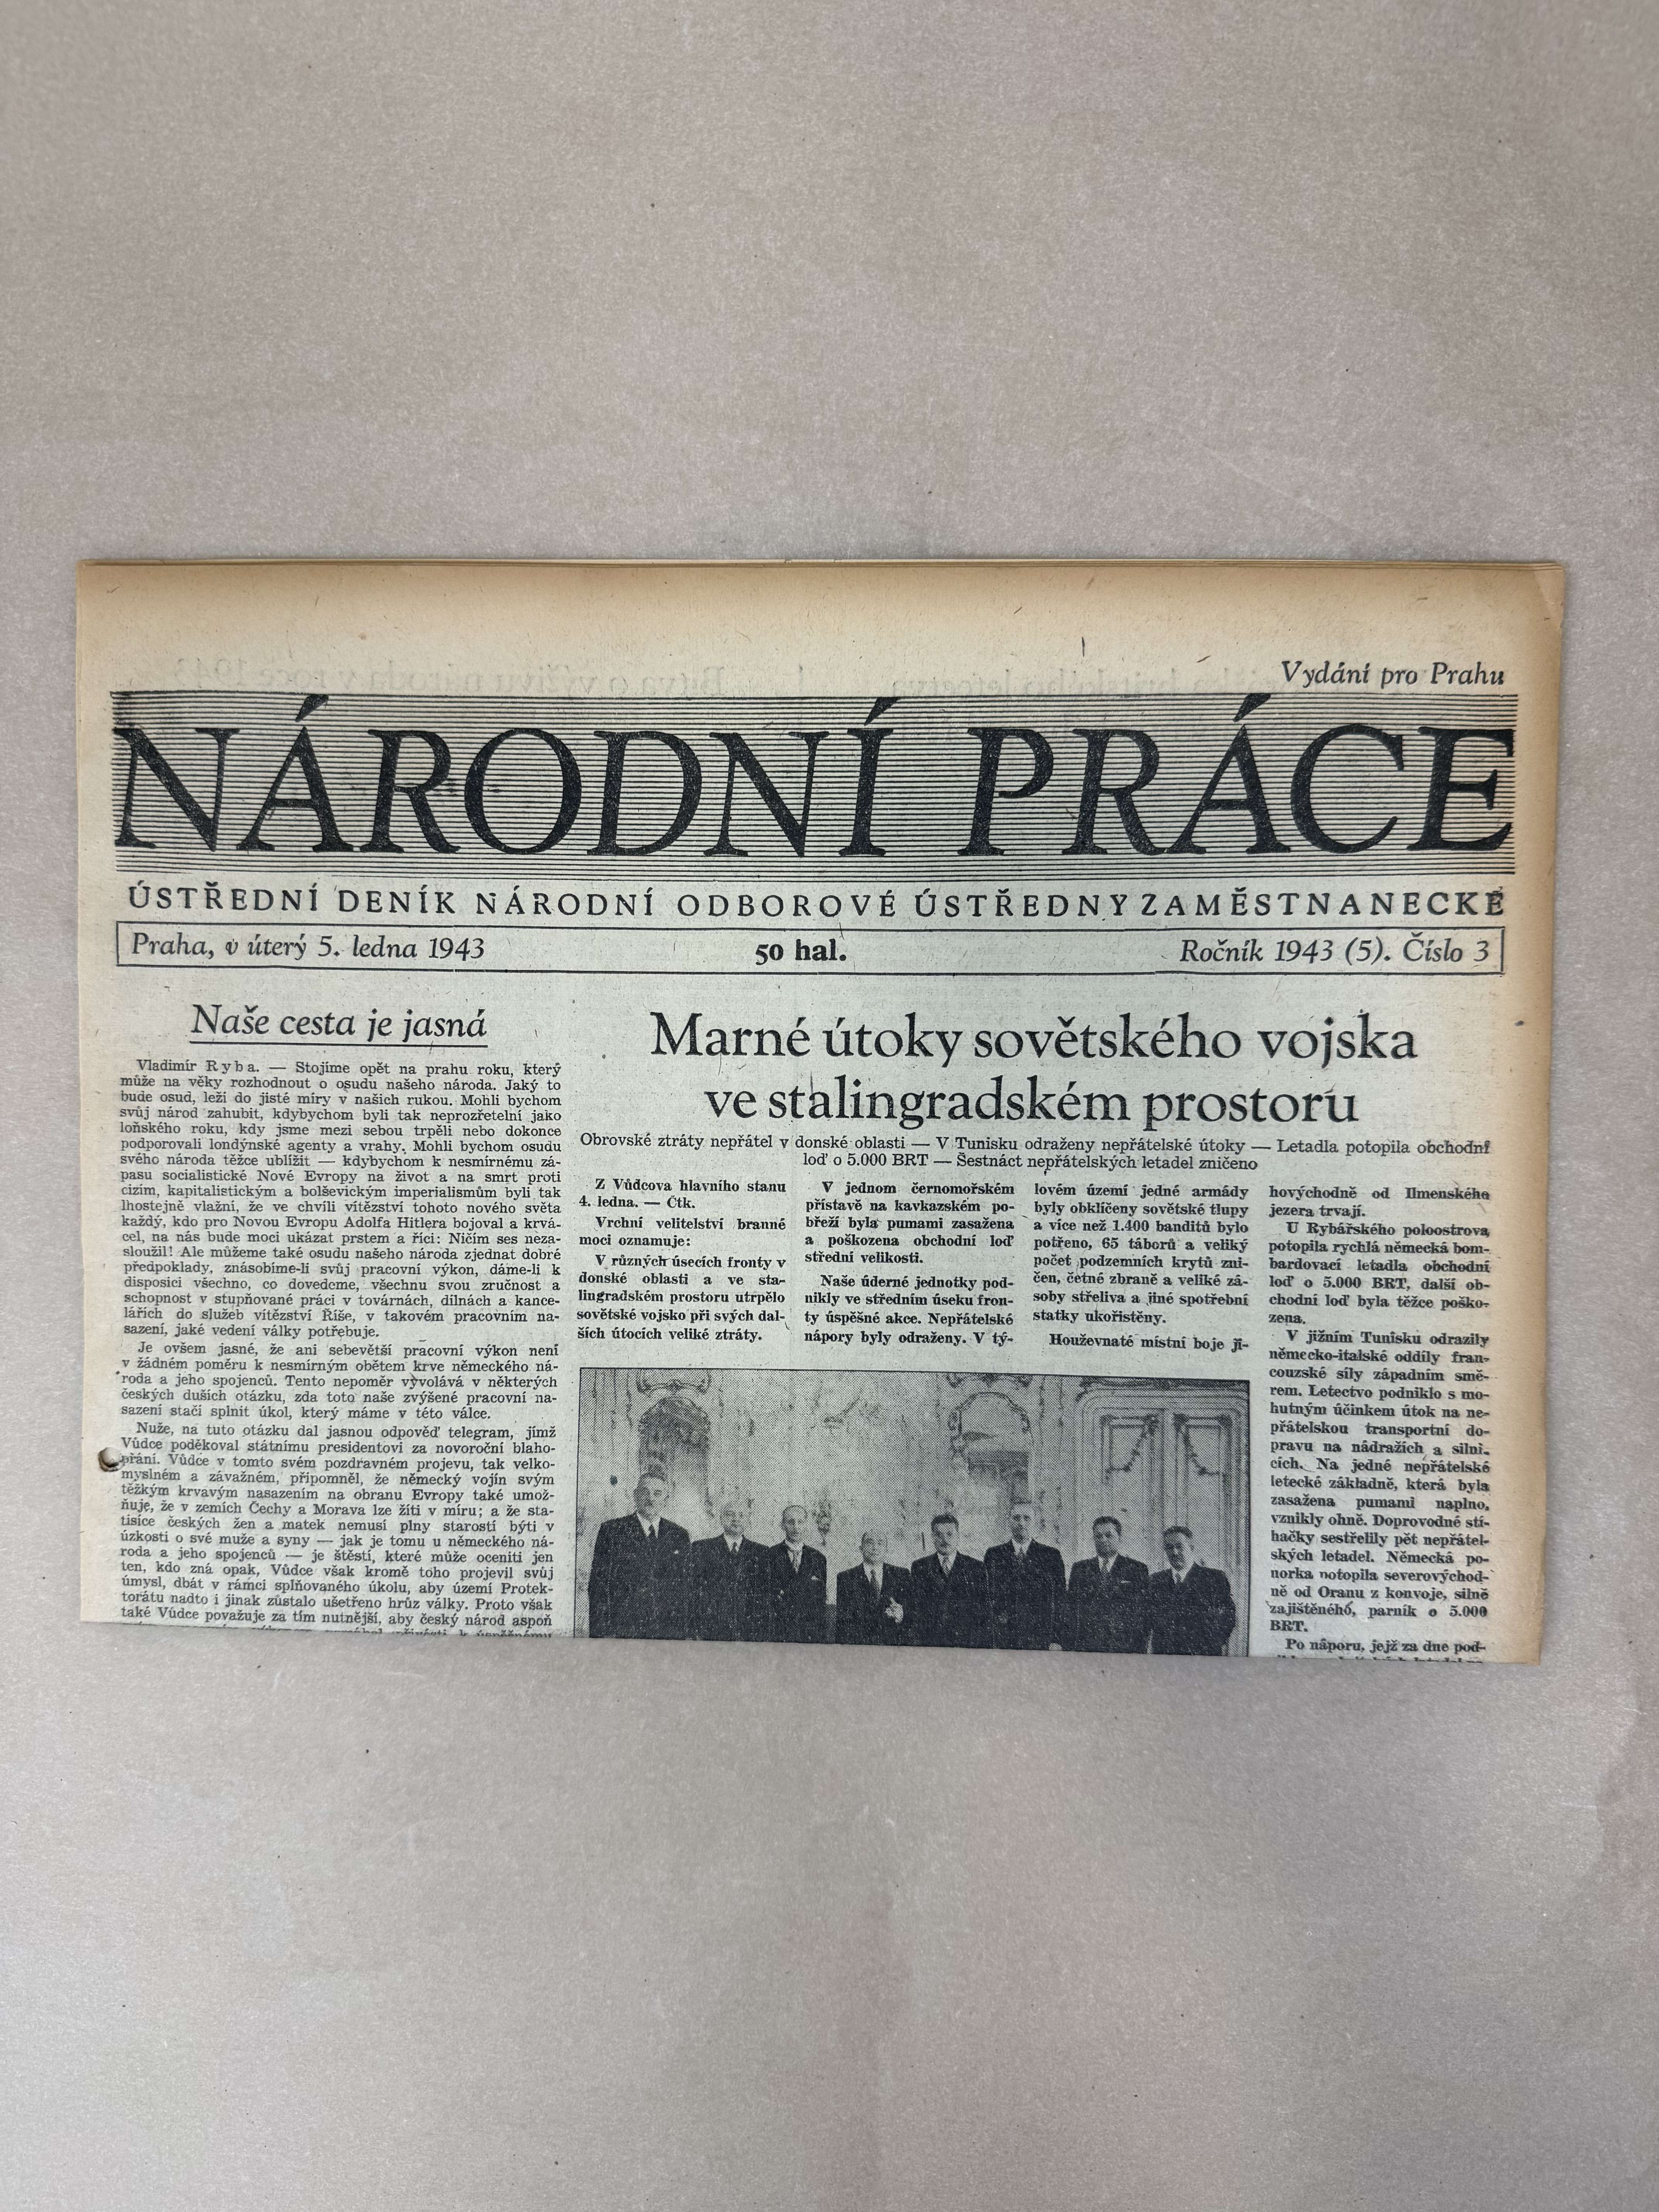 Vydání pro Prahu
NÁRODNÍ PRÁCE
ÚSTŘEDNÍ DENÍK NÁRODNÍ ODBOROVÉ ÚSTŘEDNY ZAMĚSTNANECKÉ
Praha, v úterý 5. ledna 1943
50 hal.
Ročník 1943 (5). Číslo 3
Naše cesta je jasná
Vladimír Ryba. — Stojíme opět na prahu roku, který
může na věky rozhodnout o osudu našeho národa. Jaký to
bude osud, leží do jisté míry v našich rukou. Mohli bychom
svůj národ zahubit, kdybychom byli tak neprozřetelní jako
loňského roku, kdy jsme mezi sebou trpěli nebo dokonce
podporovali londýnské agenty a vrahy. Mohli bychom osudu
svého národa těžce ublížit — kdybychom k nesmírnému zá-
pasu socialistické Nové Evropy na život a na smrt proti
cizím, kapitalistickým a bolševickým imperialismům byli tak
lhostejně vlažní, že ve chvíli vítězství tohoto nového světa
každý, kdo pro Novou Evropu Adolfa Hitlera bojoval a krvá-
cel, na nás bude moci ukázat prstem a říci: Ničím ses neza-
sloužil! Ale můžeme také osudu našeho národa zjednat dobré
předpoklady, znásobíme-li svůj pracovní výkon, dáme-li k
disposici všechno, co dovedeme, všechnu svou zručnost a
schopnost v stupňované práci v továrnách, dílnách a kance-
lářích do služeb vítězství Říše, v takovém pracovním na-
sazení, jaké vedení války potřebuje.
Je ovšem jasné, že ani sebevětší pracovní výkon není
v žádném poměru k nesmírným obětem krve německého ná-
roda a jeho spojenců. Tento nepoměr vyvolává v některých
českých duších otázku, zda toto naše zvýšené pracovní na-
sazení stačí splnit úkol, který máme v této válce.
Nuže, na tuto otázku dal jasnou odpověď telegram, jímž
Vůdce poděkoval státnímu presidentovi za novoroční blaho-
přání. Vůdce v tomto svém pozdravném projevu, tak velko-
myslném a závažném, připomněl, že německý vojín svým
těžkým krvavým nasazením na obranu Evropy také umož-
ňuje, že v zemích Čechy a Morava lze žíti v míru; a že sta-
tisíce českých žen a matek nemusí plny starostí býti v
úzkosti o své muže a syny — jak je tomu u německého ná-
roda a jeho spojenců — je štěstí, které může oceniti jen
ten, kdo zná opak, Vůdce však kromě toho projevil svůj
úmysl, dbát v rámci splňovaného úkolu, aby území Protek-
torátu nadto i jinak zůstalo ušetřeno hrůz války. Proto však
také Vůdce považuje za tím nutnější, aby český národ aspoň
Marné útoky sovětského vojska
ve stalingradském prostoru
Obrovské ztráty nepřátel v donské oblasti — V Tunisku odraženy nepřátelské útoky — Letadla potopila obchodní
loď o 5.000 BRT — Šestnáct nepřátelských letadel zničeno
Z Vůdcova hlavního stanu
4. ledna. — Čtk.
Vrchní velitelství branné
moci oznamuje:
V různých úsecích fronty v
donské oblasti a ve sta-
lingradském prostoru utrpělo
sovětské vojsko při svých dal-
ších útocích veliké ztráty.
V jednom černomořském
přístavě na kavkazském po-
břeží byla pumami zasažena
a poškozena obchodní loď
střední velikosti.
Naše úderné jednotky pod-
nikly ve středním úseku fron-
ty úspěšné akce. Nepřátelské
nápory byly odraženy. V tý-
lovém území jedné armády
byly obklíčeny sovětské tlupy
a více než 1.400 banditů bylo
potřeno, 65 táborů a veliký
počet podzemních krytů zni-
čen, četné zbraně a veliké zá-
soby střeliva a jiné spotřební
statky ukořistěny.
Houževnaté místní boje ji-
hovýchodně od Ilmenského
jezera trvají.
U Rybářského poloostrova
potopila rychlá německá bom-
bardovací letadla obchodní
loď o 5.000 BRT, další ob-
chodní loď byla těžce poško-
zena.
V jižním Tunisku odrazily
německo-italské oddíly fran-
couzské síly západním smě-
rem. Letectvo podniklo s mo-
hutným účinkem útok na ne-
přátelskou transportní do-
pravu na nádražích a silni-
cích. Na jedné nepřátelské
letecké základně, která byla
zasažena pumami naplno,
vznikly ohně. Doprovodné stí-
hačky sestřelily pět nepřátel-
ských letadel. Německá po-
norka potopila severovýchod-
ně od Oranu z konvoje, silně
zajištěného, parník o 5.000
BRT.
Po náporu, jejž za dne pod-